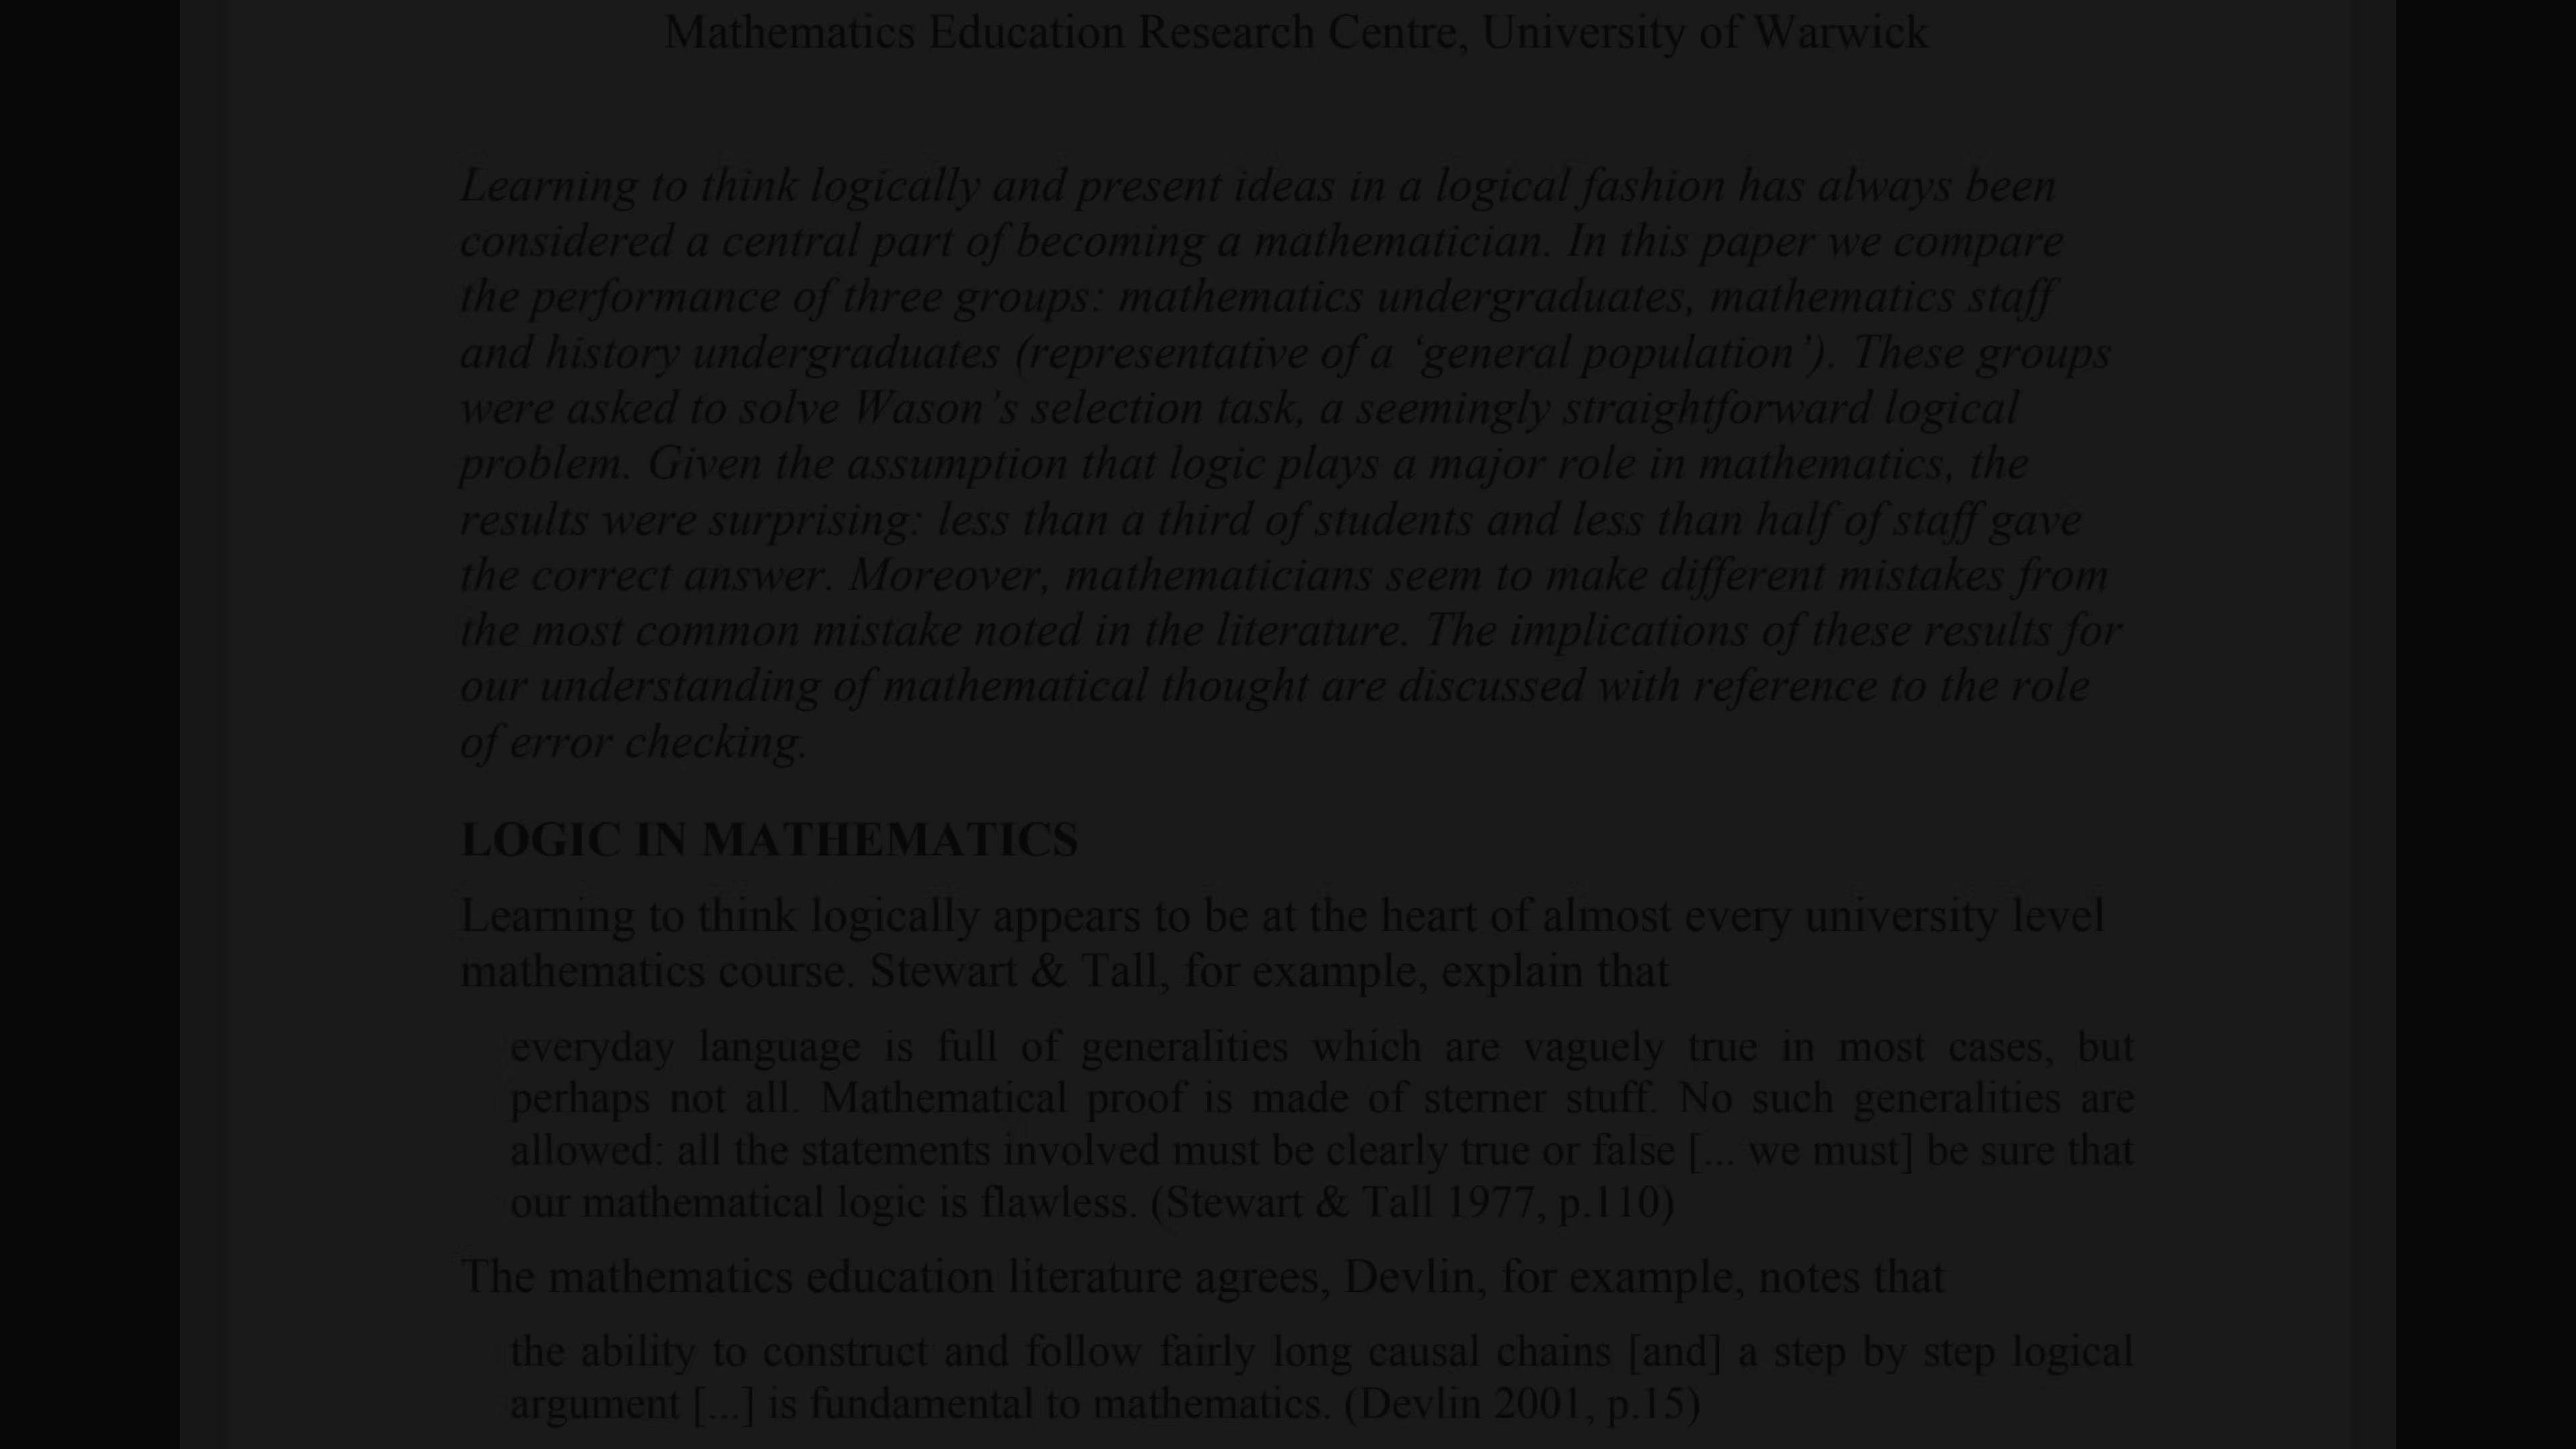 Mathematics Education Research Centre, University of Warwick
Learning to think logically and present ideas in a logical fashion has always been
considered a central part of becoming a mathematician. In this paper we compare
the performance of three groups: mathematics undergraduates, mathematics staff
and history undergraduates (representative of a ‘general population’). These groups
were asked to solve Wason’s selection task, a seemingly straightforward logical
problem. Given the assumption that logic plays a major role in mathematics, the
results were surprising: less than a third of students and less than half of staff gave
the correct answer. Moreover, mathematicians seem to make different mistakes from
the most common mistake noted in the literature. The implications of these results for
our understanding of mathematical thought are discussed with reference to the role
of error checking.
LOGIC IN MATHEMATICS
Learning to think logically appears to be at the heart of almost every university level
mathematics course. Stewart & Tall, for example, explain that
everyday language is full of generalities which are vaguely true in most cases, but
perhaps not all. Mathematical proof is made of sterner stuff. No such generalities are
allowed: all the statements involved must be clearly true or false [... we must] be sure that
our mathematical logic is flawless. (Stewart & Tall 1977, p.110)
The mathematics education literature agrees, Devlin, for example, notes that
the ability to construct and follow fairly long causal chains [and] a step by step logical
argument [...] is fundamental to mathematics. (Devlin 2001, p.15)